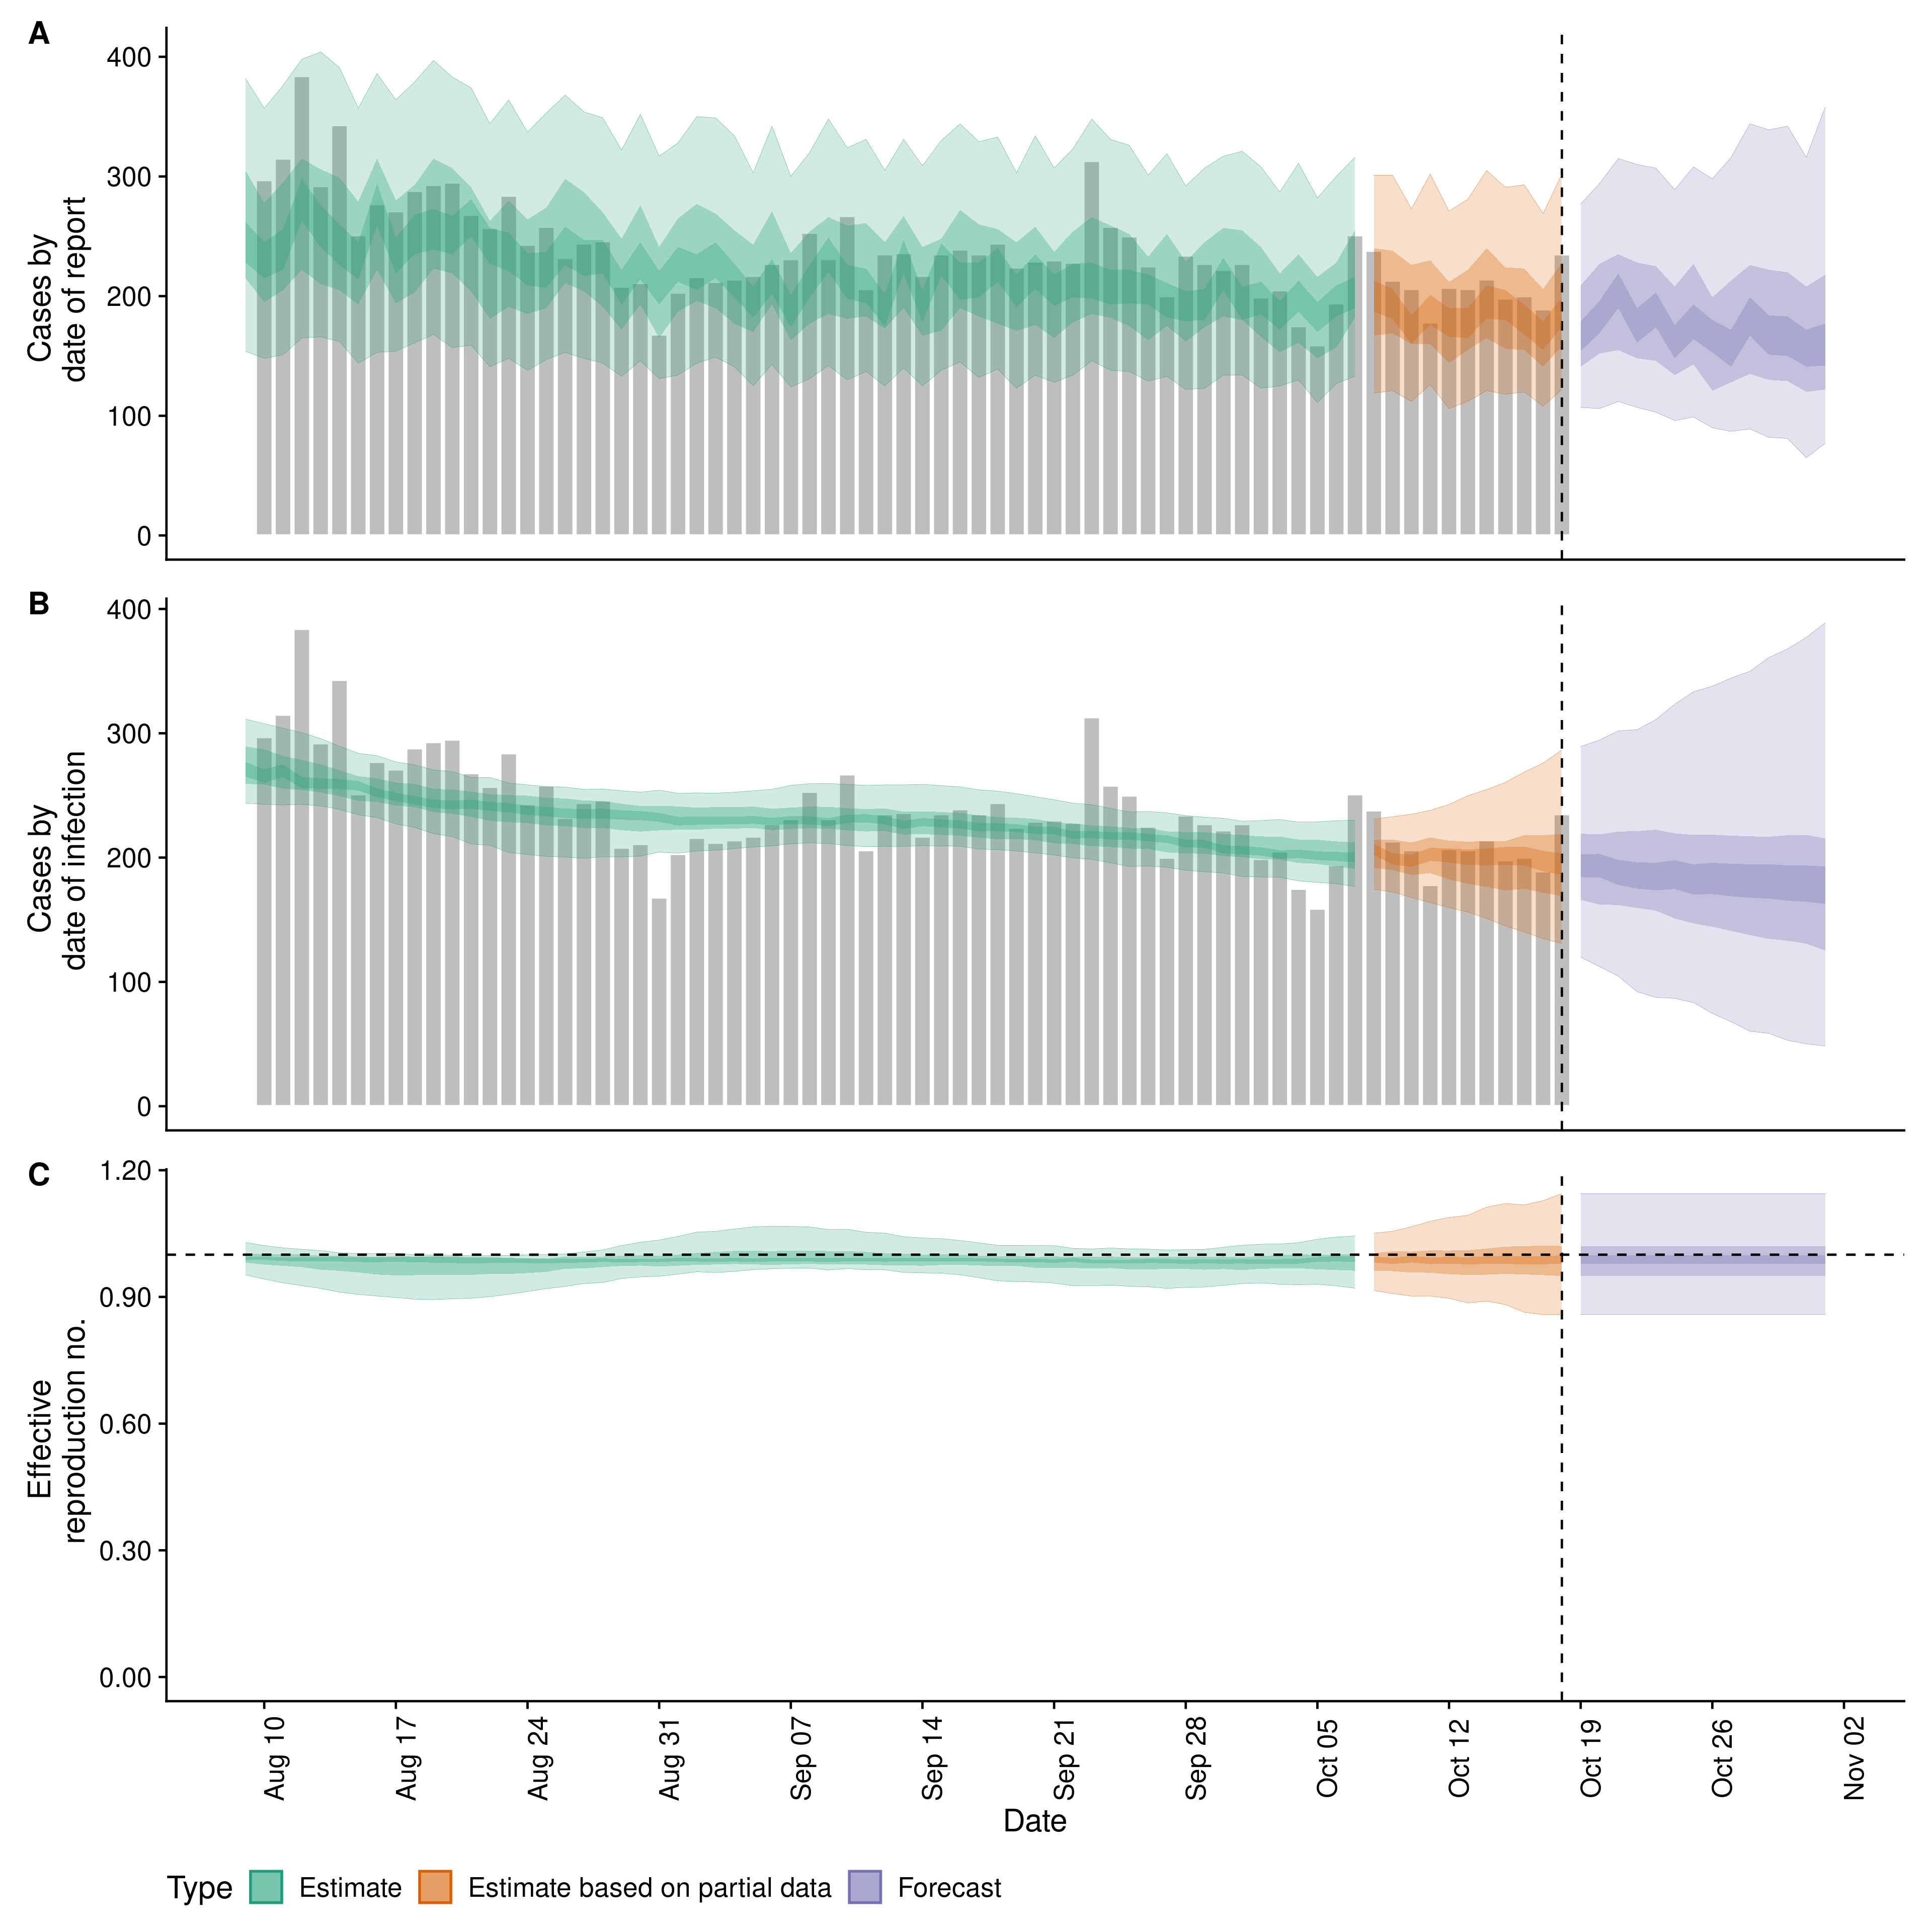 A
400
300
200
100
0
Cases by
date of report
B
400
300
200
100
0
Cases by
date of infection
C
1.20
0.90
0.60
0.30
0.00
Effective
reproduction no.
Aug 10
Aug 17
Aug 24
Aug 31
Sep 07
Sep 14
Sep 21
Sep 28
Oct 05
Oct 12
Oct 19
Oct 26
Nov 02
Date
Type Estimate Estimate based on partial data Forecast